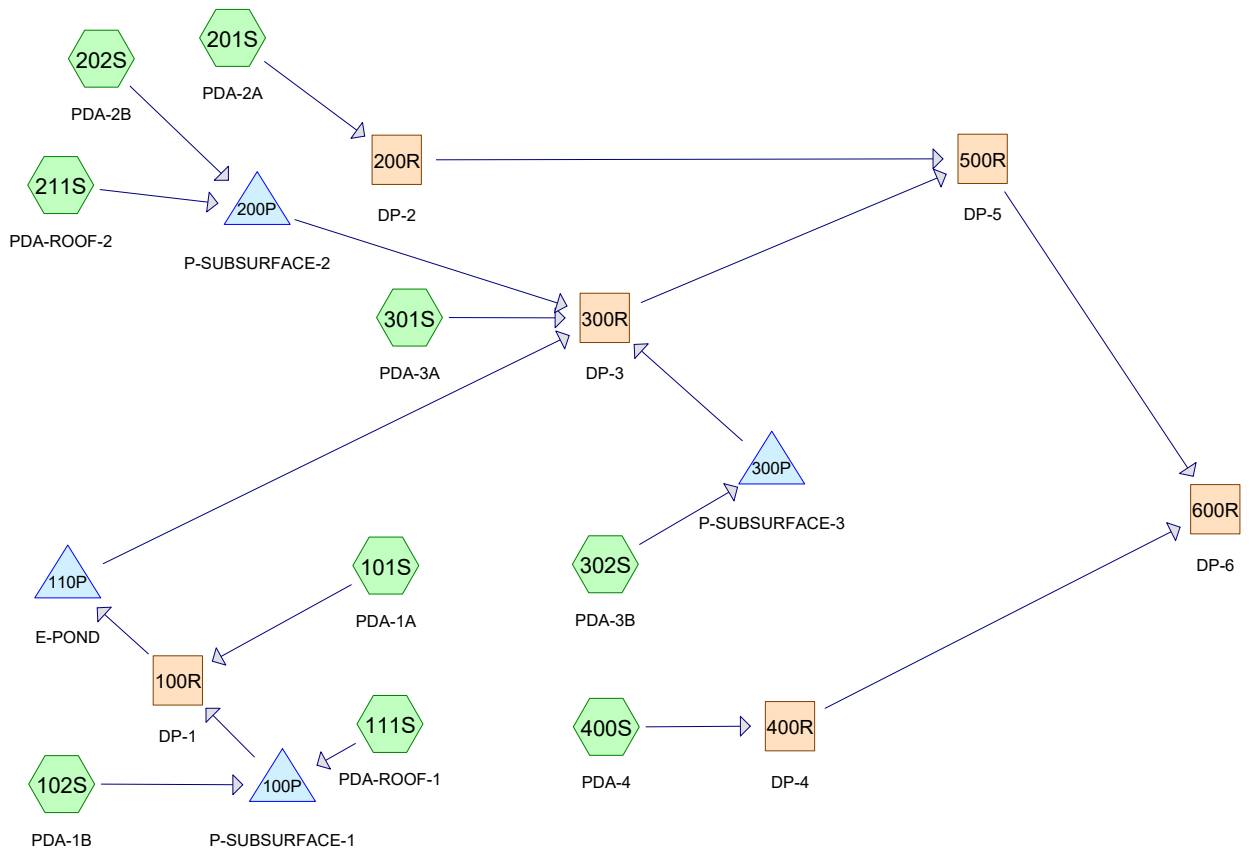 201S
PDA-2A
202S
PDA-2B
200R
DP-2
500R
DP-5
211S
PDA-ROOF-2
200P
P-SUBSURFACE-2
301S
PDA-3A
300R
DP-3
300P
P-SUBSURFACE-3
600R
DP-6
110P
E-POND
101S
PDA-1A
302S
PDA-3B
100R
DP-1
111S
PDA-ROOF-1
400S
PDA-4
400R
DP-4
102S
PDA-1B
100P
P-SUBSURFACE-1